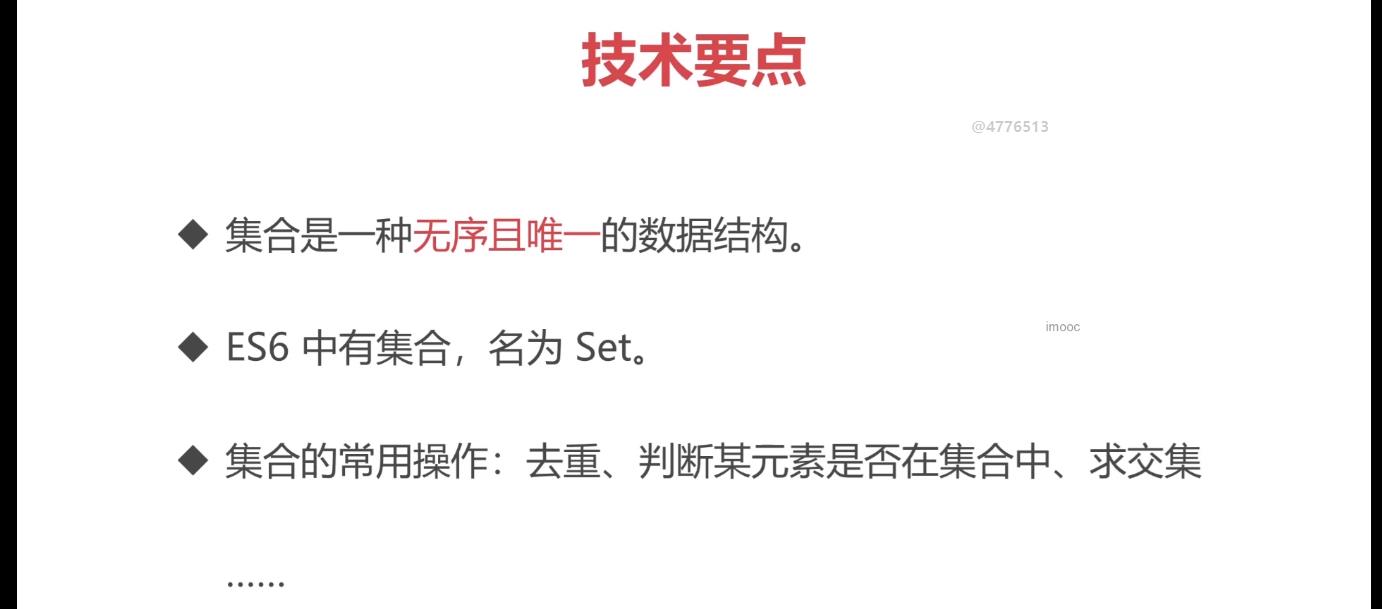 技术要点
@4776513
◆ 集合是一种无序且唯一的数据结构。
imooc
◆ ES6 中有集合，名为 Set。
◆ 集合的常用操作：去重、判断某元素是否在集合中、求交集
……